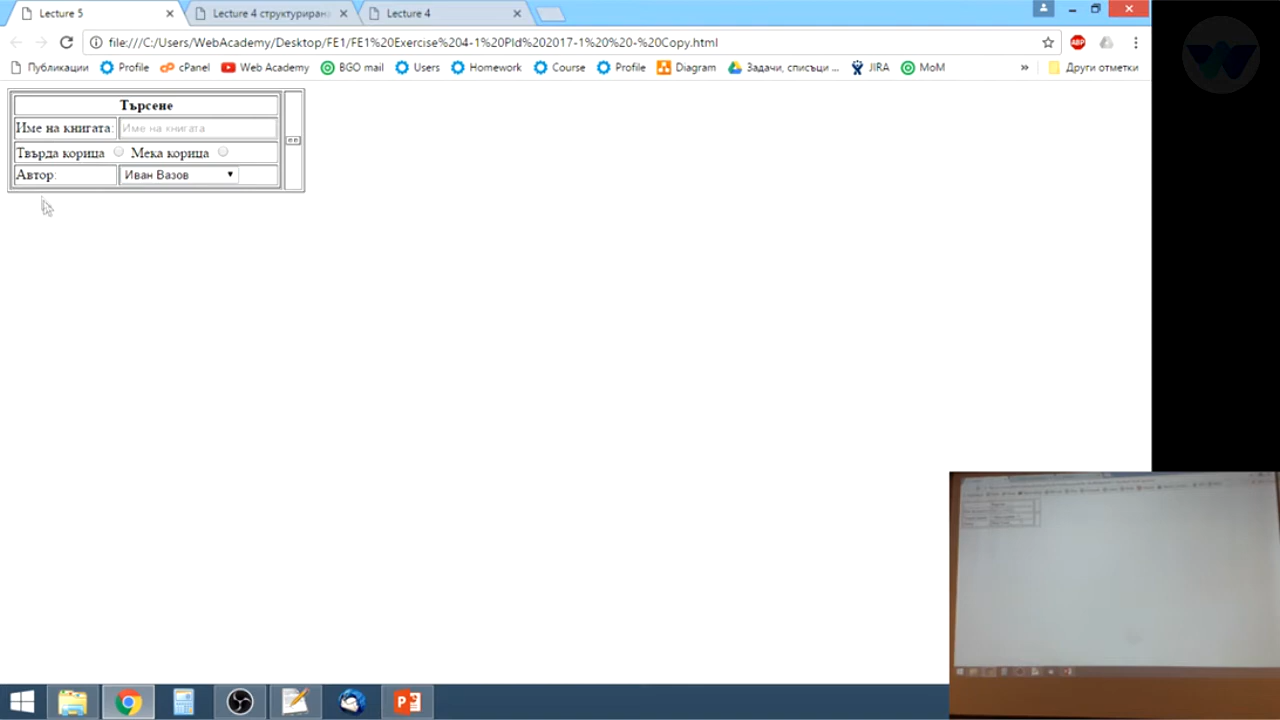 Lecture 5
Lecture 4 структуриран
Lecture 4
file:///C:/Users/WebAcademy/Desktop/FE1/FE1%20Exercise%204-1%20Pld%202017-1%20%20-%20Copy.html
ABP
Публикации Profile cPanel Web Academy BGO mail Users Homework Course Profile Diagram Задачи, списъци ... JIRA MoM » Други отметки
Търсене
Име на книгата: Име на книгата
Твърда корица Мека корица
Автор: Иван Вазов